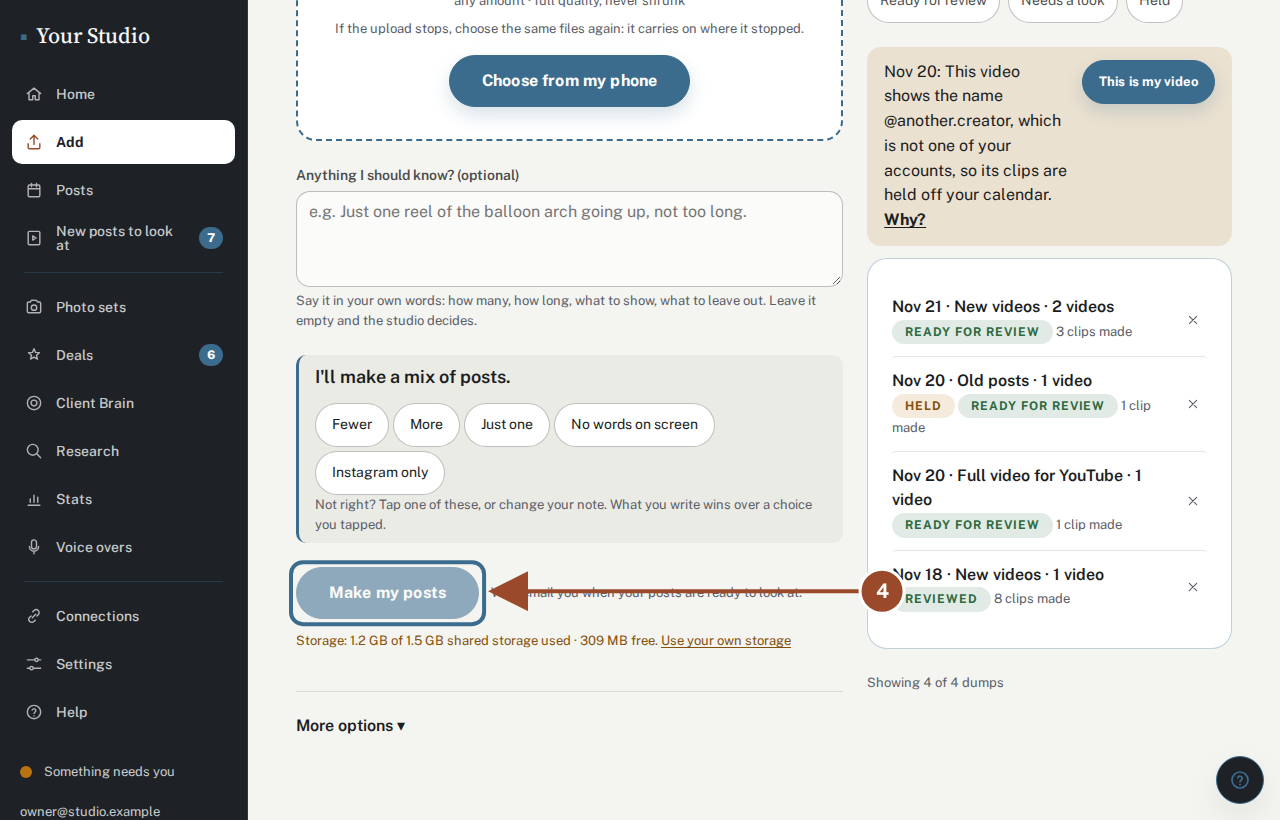 Your Studio
Home
Add
Posts
New posts to look
at
7
Photo sets
Deals
6
Client Brain
Research
Stats
Voice overs
Connections
Settings
Help
Something needs you
owner@studio.example
any amount · full quality, never shrunk
If the upload stops, choose the same files again: it carries on where it stopped.
Choose from my phone
Anything I should know? (optional)
e.g. Just one reel of the balloon arch going up, not too long.
Say it in your own words: how many, how long, what to show, what to leave out. Leave it
empty and the studio decides.
I'll make a mix of posts.
Fewer
More
Just one
No words on screen
Instagram only
Not right? Tap one of these, or change your note. What you write wins over a choice
you tapped.
Make my posts
email you when your posts are ready to look at.
4
Storage: 1.2 GB of 1.5 GB shared storage used · 309 MB free. Use your own storage
More options ▾
Ready for review
Needs a look
Held
Nov 20: This video
shows the name
@another.creator, which
is not one of your
accounts, so its clips are
held off your calendar.
Why?
This is my video
Nov 21 · New videos · 2 videos
READY FOR REVIEW 3 clips made
×
Nov 20 · Old posts · 1 video
HELD READY FOR REVIEW 1 clip
made
×
Nov 20 · Full video for YouTube · 1
video
READY FOR REVIEW 1 clip made
×
Nov 18 · New videos · 1 video
REVIEWED 8 clips made
×
Showing 4 of 4 dumps